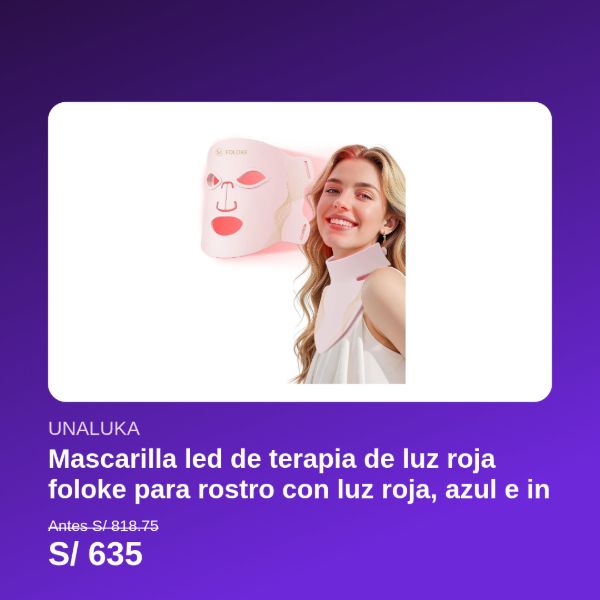 FOLOKE
UNALUKA
Mascarilla led de terapia de luz roja
foloke para rostro con luz roja, azul e in
Antes S/ 818.75
S/ 635